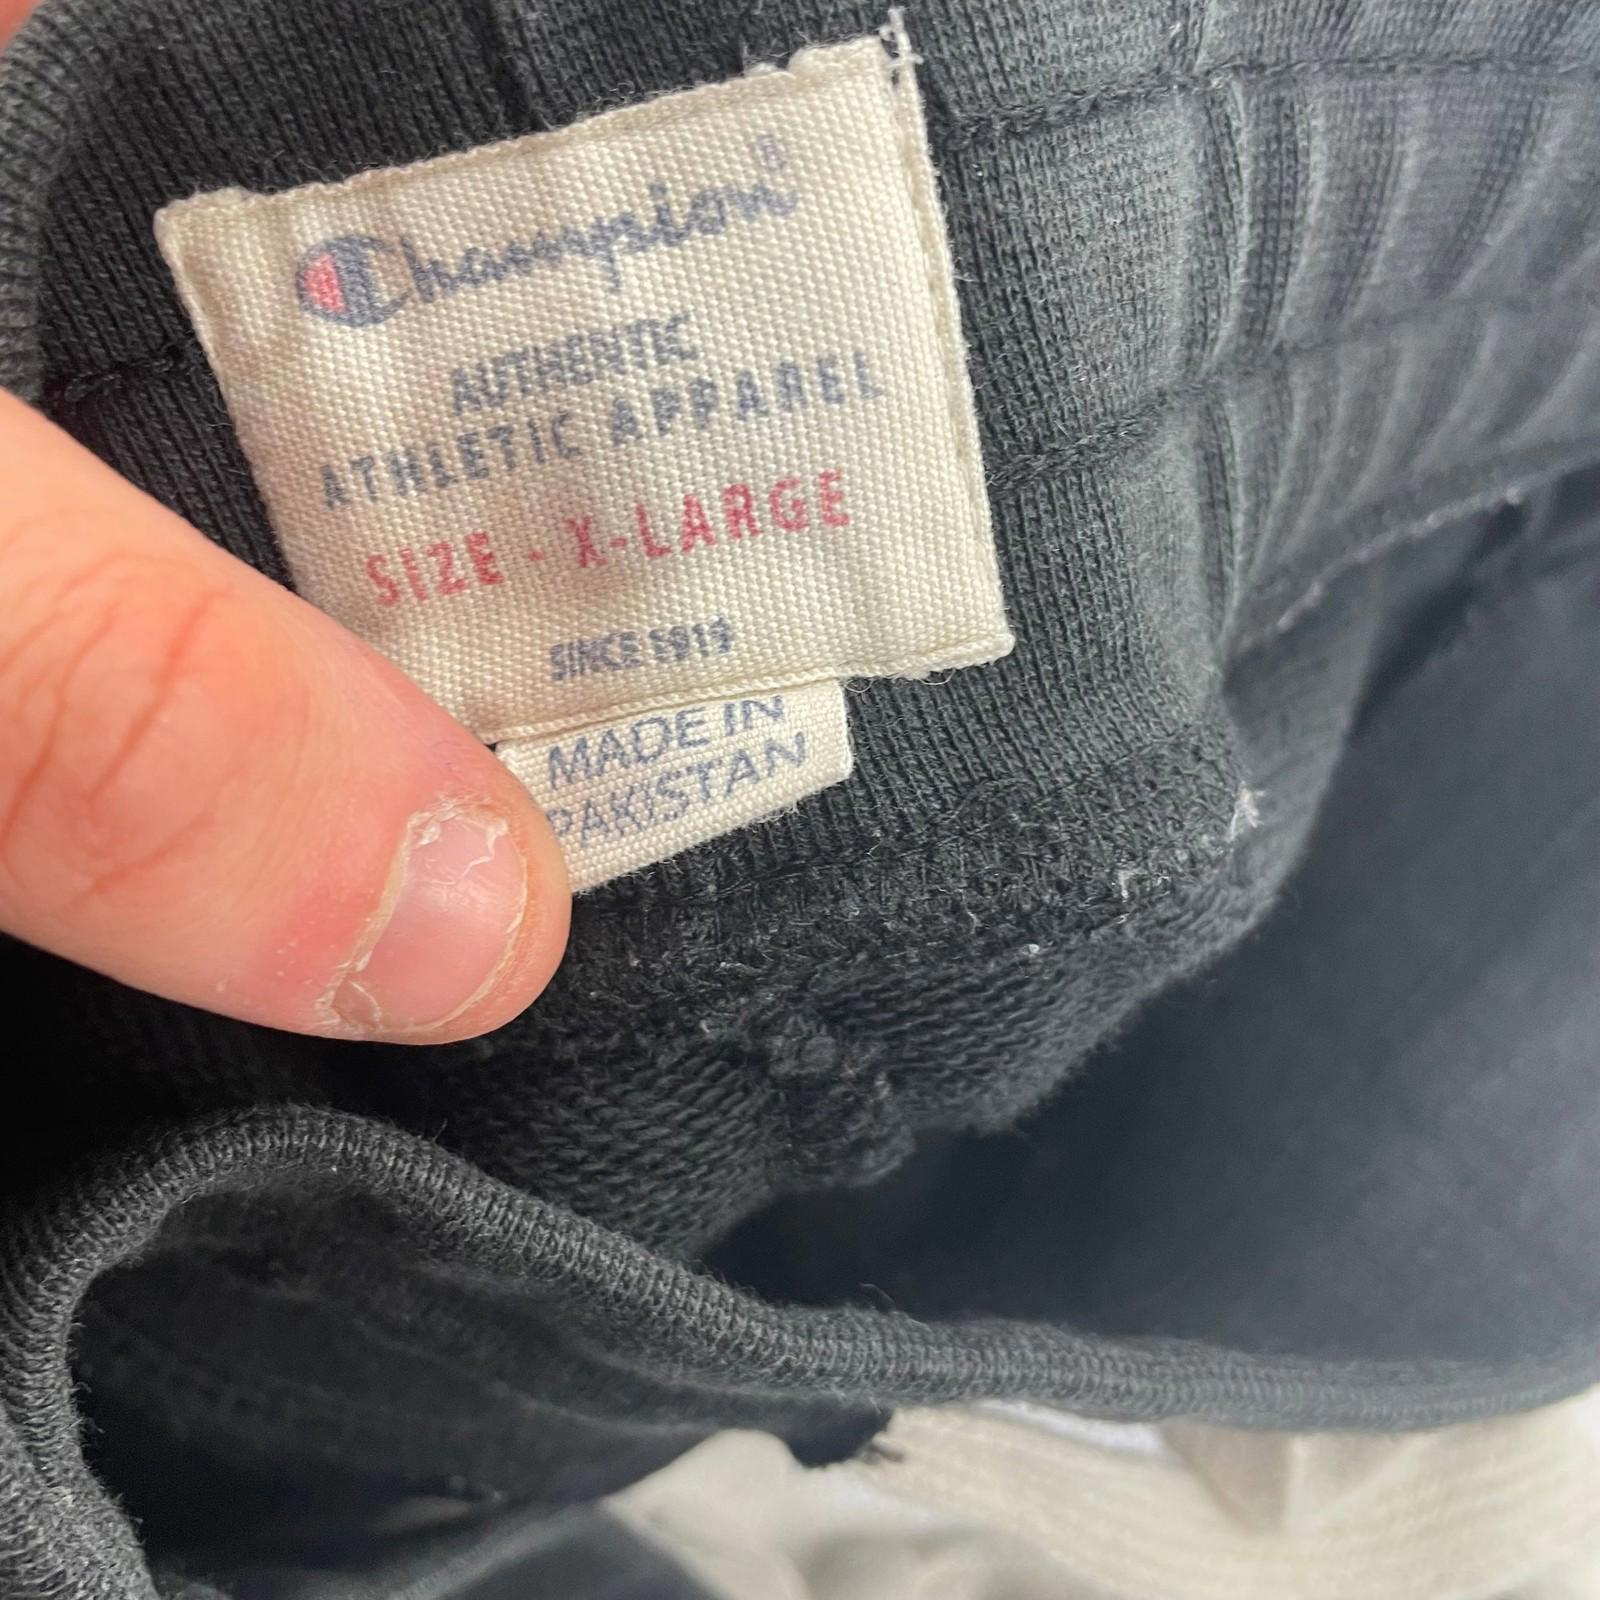 Champion®
AUTHENTIC
ATHLETIC APPAREL
SIZE - X-LARGE
SINCE 1919
MADE IN
PAKISTAN